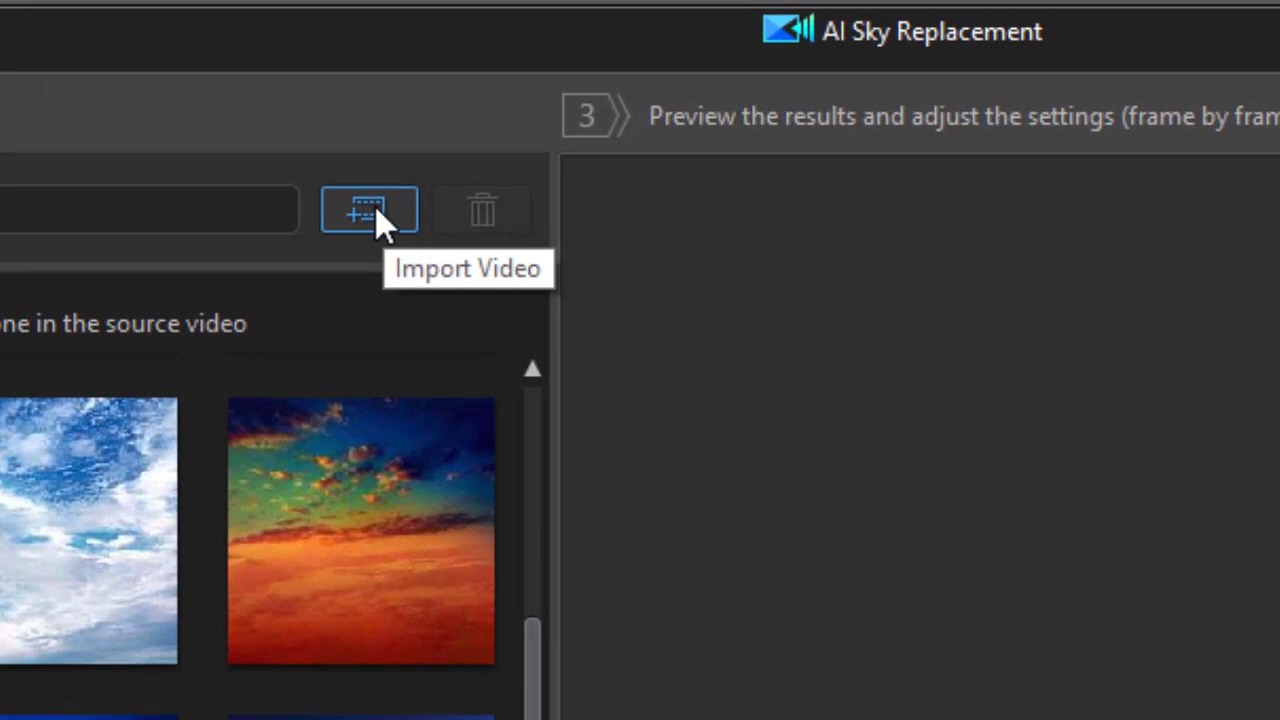 AI Sky Replacement
3 Preview the results and adjust the settings (frame by fram
Import Video
one in the source video